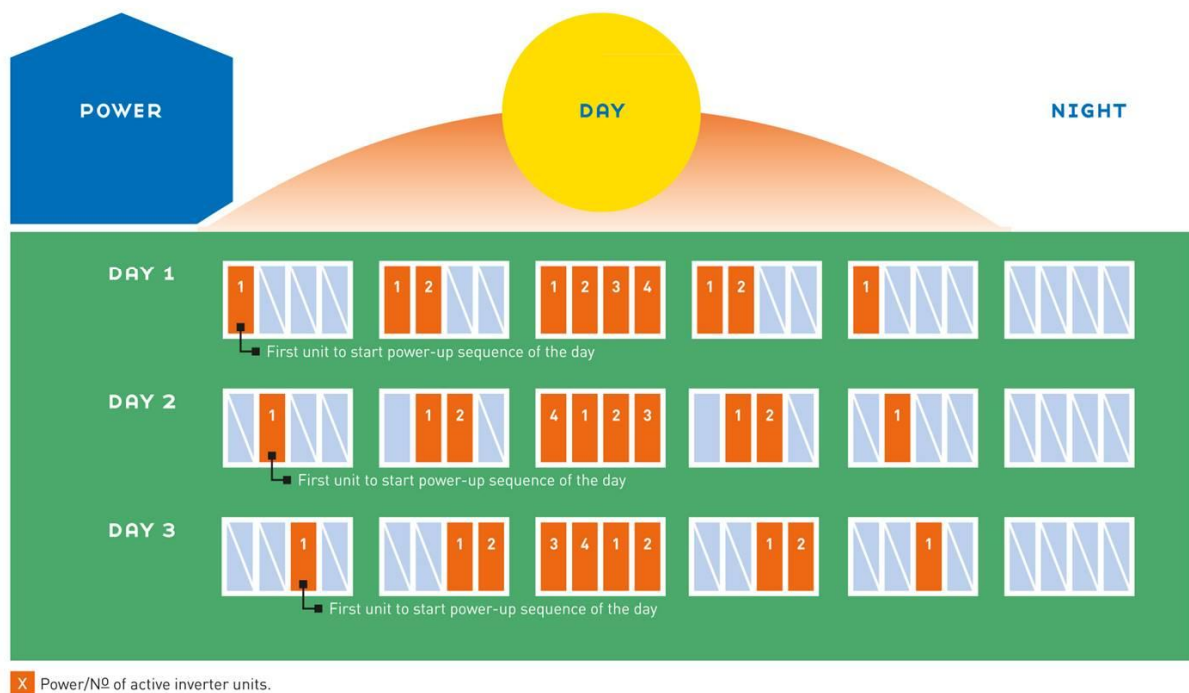 POWER
DAY
NIGHT
DAY 1
1
1 2
1 2 3 4
1 2
1
First unit to start power-up sequence of the day
DAY 2
1
1 2
4 1 2 3
1 2
1
First unit to start power-up sequence of the day
DAY 3
1
1 2
3 4 1 2
1 2
1
First unit to start power-up sequence of the day
X Power/Nº of active inverter units.